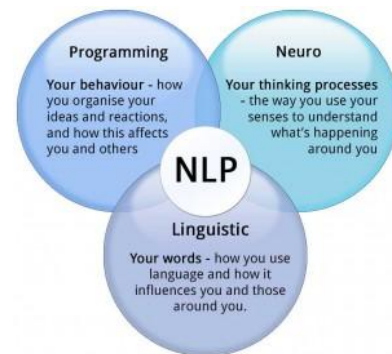 Programming
Your behaviour - how
you organise your
ideas and reactions,
and how this affects
you and others
Neuro
Your thinking processes
- the way you use your
senses to understand
what's happening
around you
NLP
Linguistic
Your words - how you use
language and how it
influences you and those
around you.